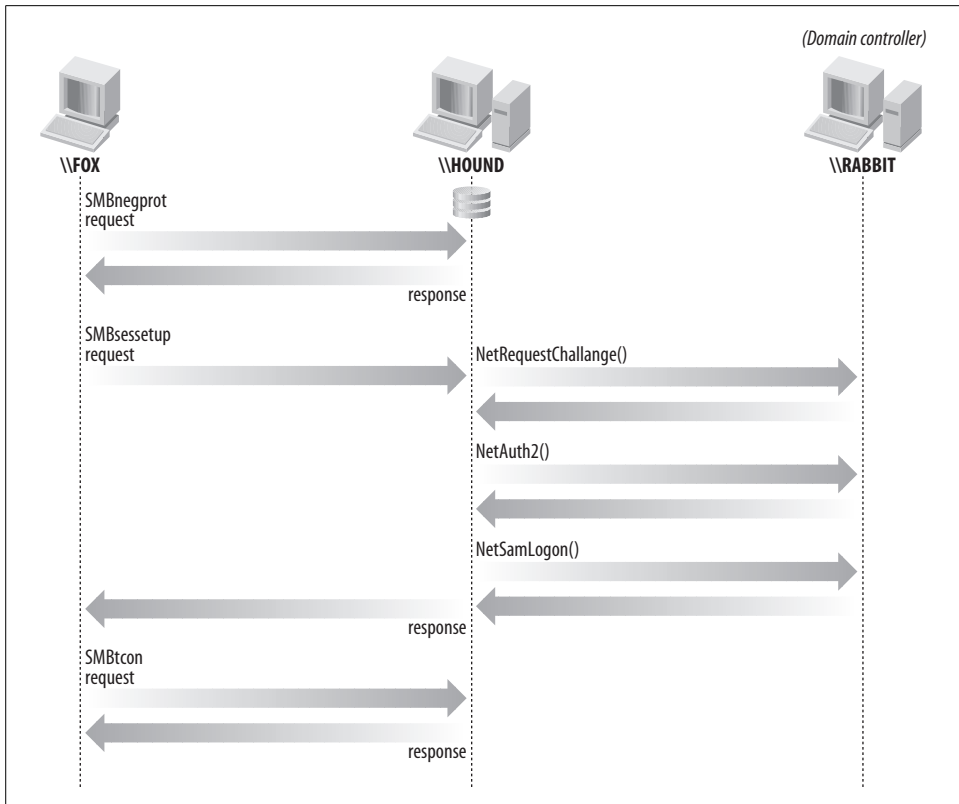 (Domain controller)
\\FOX
\\HOUND
\\RABBIT
SMBnegprot
request
response
SMBsessetup
request
NetRequestChallange()
NetAuth2()
NetSamLogon()
response
SMBtcon
request
response